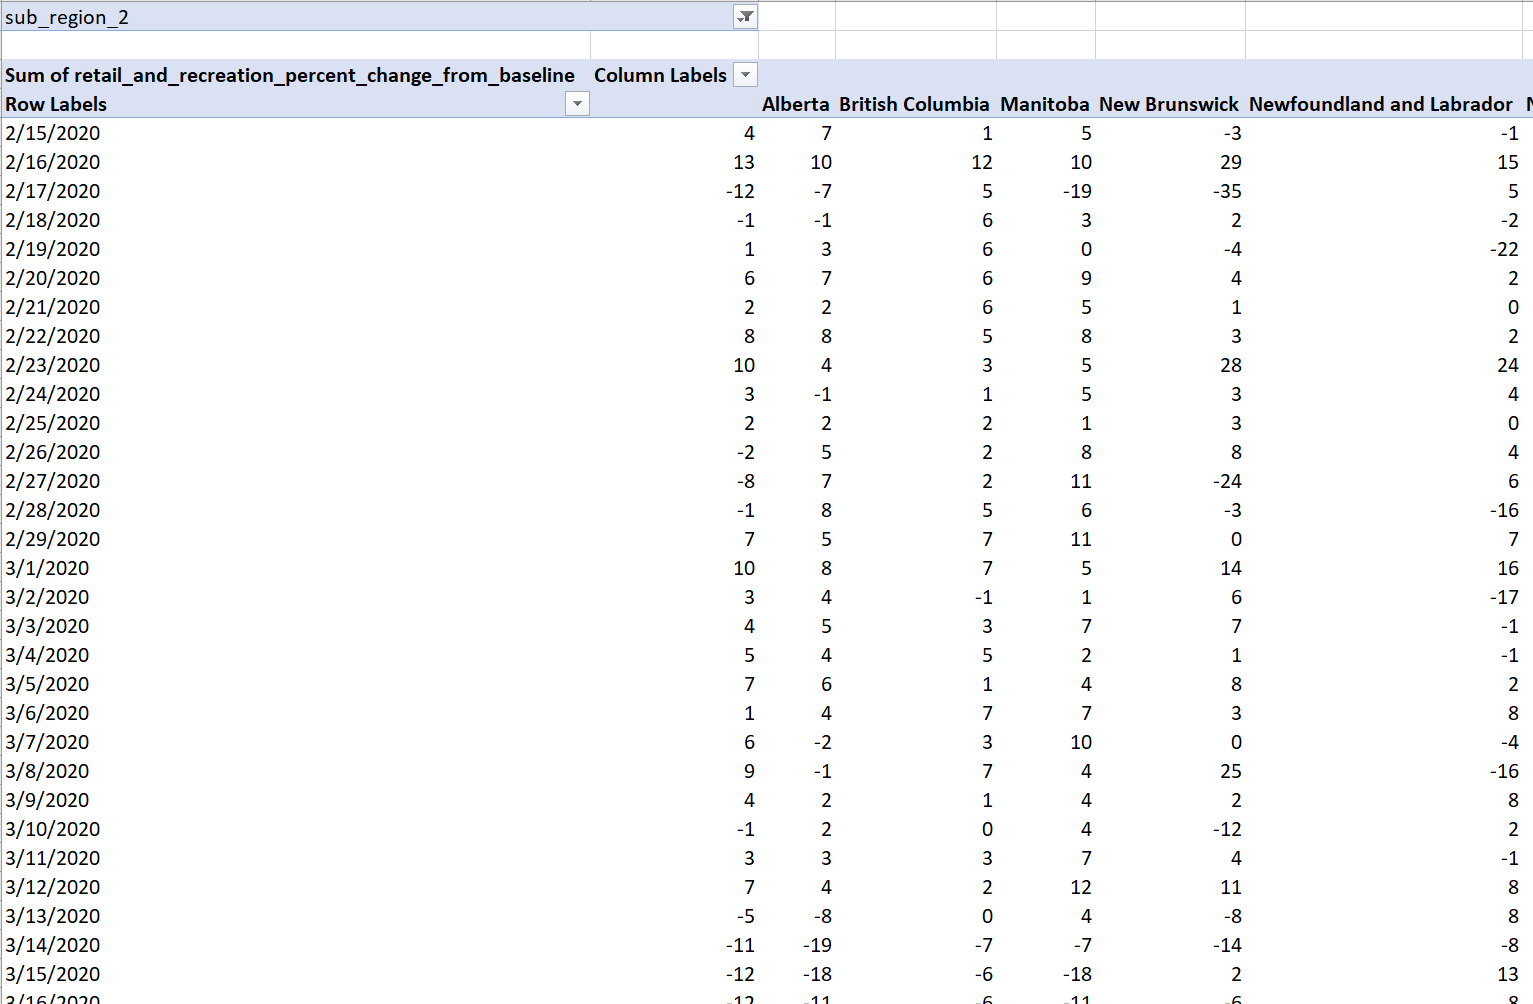 sub_region_2
Sum of retail_and_recreation_percent_change_from_baseline Column Labels
Row Labels Alberta British Columbia Manitoba New Brunswick Newfoundland and Labrador
2/15/2020 4 7 1 5 -3 -1
2/16/2020 13 10 12 10 29 15
2/17/2020 -12 -7 5 -19 -35 5
2/18/2020 -1 -1 6 3 2 -2
2/19/2020 1 3 6 0 -4 -22
2/20/2020 6 7 6 9 4 2
2/21/2020 2 2 6 5 1 0
2/22/2020 8 8 5 8 3 2
2/23/2020 10 4 3 5 28 24
2/24/2020 3 -1 1 5 3 4
2/25/2020 2 2 2 1 3 0
2/26/2020 -2 5 2 8 8 4
2/27/2020 -8 7 2 11 -24 6
2/28/2020 -1 8 5 6 -3 -16
2/29/2020 7 5 7 11 0 7
3/1/2020 10 8 7 5 14 16
3/2/2020 3 4 -1 1 6 -17
3/3/2020 4 5 3 7 7 -1
3/4/2020 5 4 5 2 1 -1
3/5/2020 7 6 1 4 8 2
3/6/2020 1 4 7 7 3 8
3/7/2020 6 -2 3 10 0 -4
3/8/2020 9 -1 7 4 25 -16
3/9/2020 4 2 1 4 2 8
3/10/2020 -1 2 0 4 -12 2
3/11/2020 3 3 3 7 4 -1
3/12/2020 7 4 2 12 11 8
3/13/2020 -5 -8 0 4 -8 8
3/14/2020 -11 -19 -7 -7 -14 -8
3/15/2020 -12 -18 -6 -18 2 13
3/16/2020 -12 -11 -6 -11 -6 8